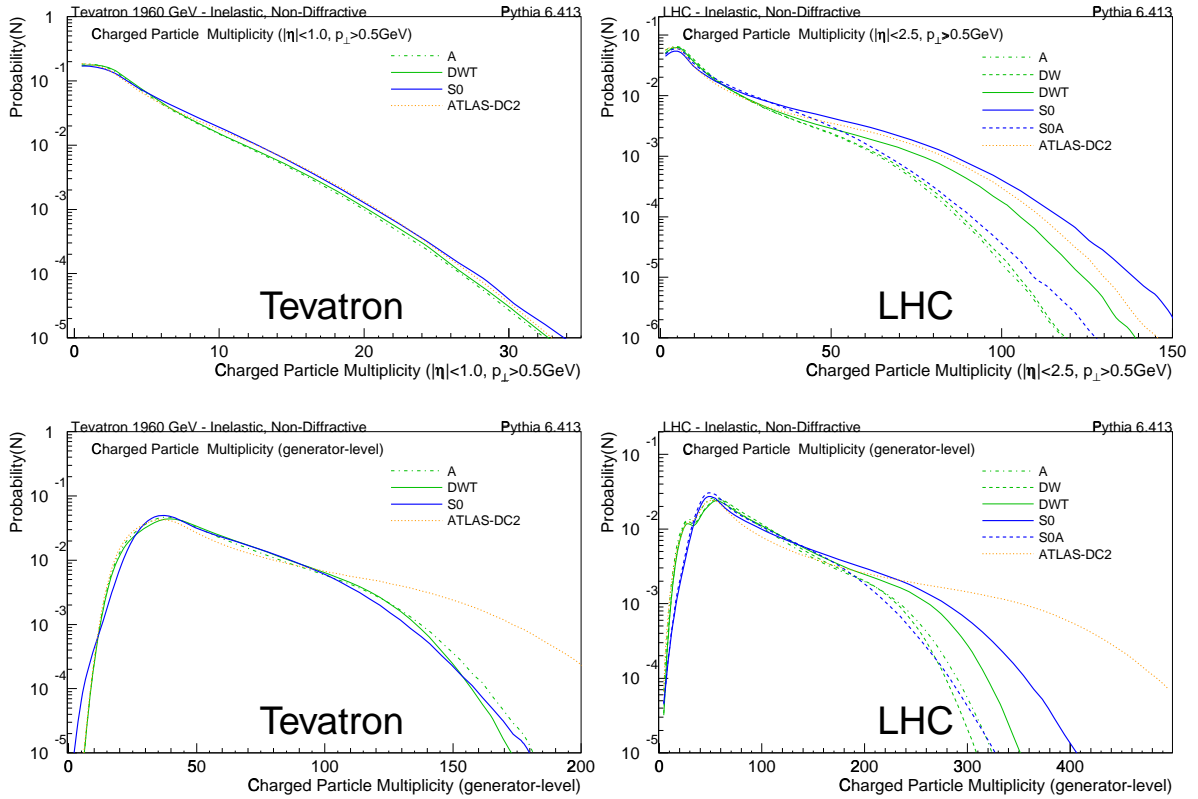 Tevatron 1960 GeV - Inelastic, Non-Diffractive Pythia 6.413
Probability(N)
Charged Particle Multiplicity (|η|<1.0, p⊥>0.5GeV)
A
DWT
S0
ATLAS-DC2
1
10 -1
10 -2
10 -3
10 -4
10 -5
Tevatron
0 10 20 30
Charged Particle Multiplicity (|η|<1.0, p⊥>0.5GeV)
LHC - Inelastic, Non-Diffractive Pythia 6.413
Probability(N)
Charged Particle Multiplicity (|η|<2.5, p⊥>0.5GeV)
A
DW
DWT
S0
S0A
ATLAS-DC2
10 -1
10 -2
10 -3
10 -4
10 -5
10 -6
LHC
0 50 100 150
Charged Particle Multiplicity (|η|<2.5, p⊥>0.5GeV)
Tevatron 1960 GeV - Inelastic, Non-Diffractive Pythia 6.413
Probability(N)
Charged Particle Multiplicity (generator-level)
A
DWT
S0
ATLAS-DC2
1
10 -1
10 -2
10 -3
10 -4
10 -5
Tevatron
0 50 100 150 200
Charged Particle Multiplicity (generator-level)
LHC - Inelastic, Non-Diffractive Pythia 6.413
Probability(N)
Charged Particle Multiplicity (generator-level)
A
DW
DWT
S0
S0A
ATLAS-DC2
10 -1
10 -2
10 -3
10 -4
10 -5
LHC
0 100 200 300 400
Charged Particle Multiplicity (generator-level)